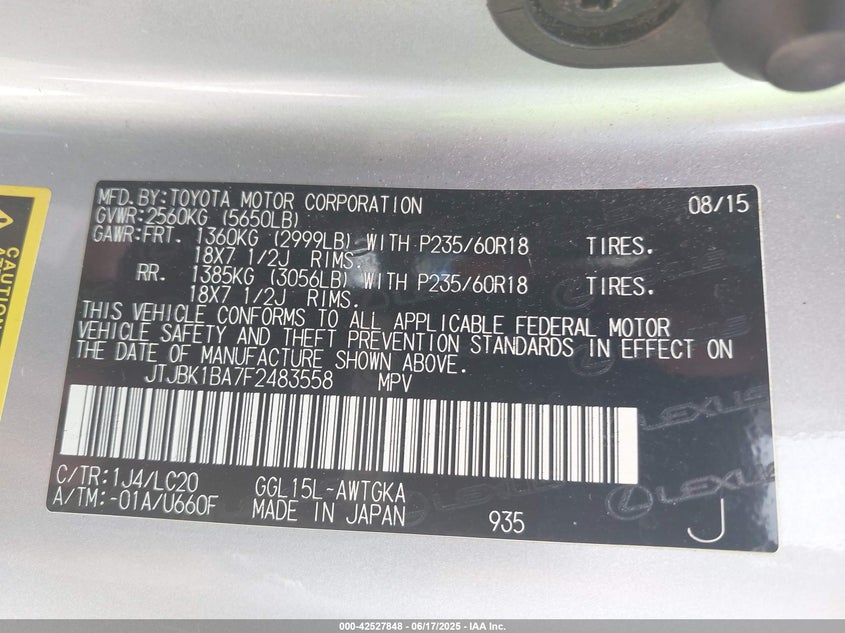 MFD.BY:TOYOTA MOTOR CORPORATION 08/15
GVWR:2560KG (5650LB)
GAWR:FRT. 1360KG (2999LB) WITH P235/60R18 TIRES.
18X7 1/2J RIMS.
RR. 1385KG (3056LB) WITH P235/60R18 TIRES.
18X7 1/2J RIMS.
THIS VEHICLE CONFORMS TO ALL APPLICABLE FEDERAL MOTOR
VEHICLE SAFETY AND THEFT PREVENTION STANDARDS IN EFFECT ON
THE DATE OF MANUFACTURE SHOWN ABOVE.
JTJBK1BA7F2483558 MPV
C/TR:1J4/LC20 GGL15L-AWTGKA
A/TM:-01A/U660F MADE IN JAPAN 935 J
LEXUS
LEXUS
CAUTION
000-42527848 - 06/17/2025 - IAA Inc.